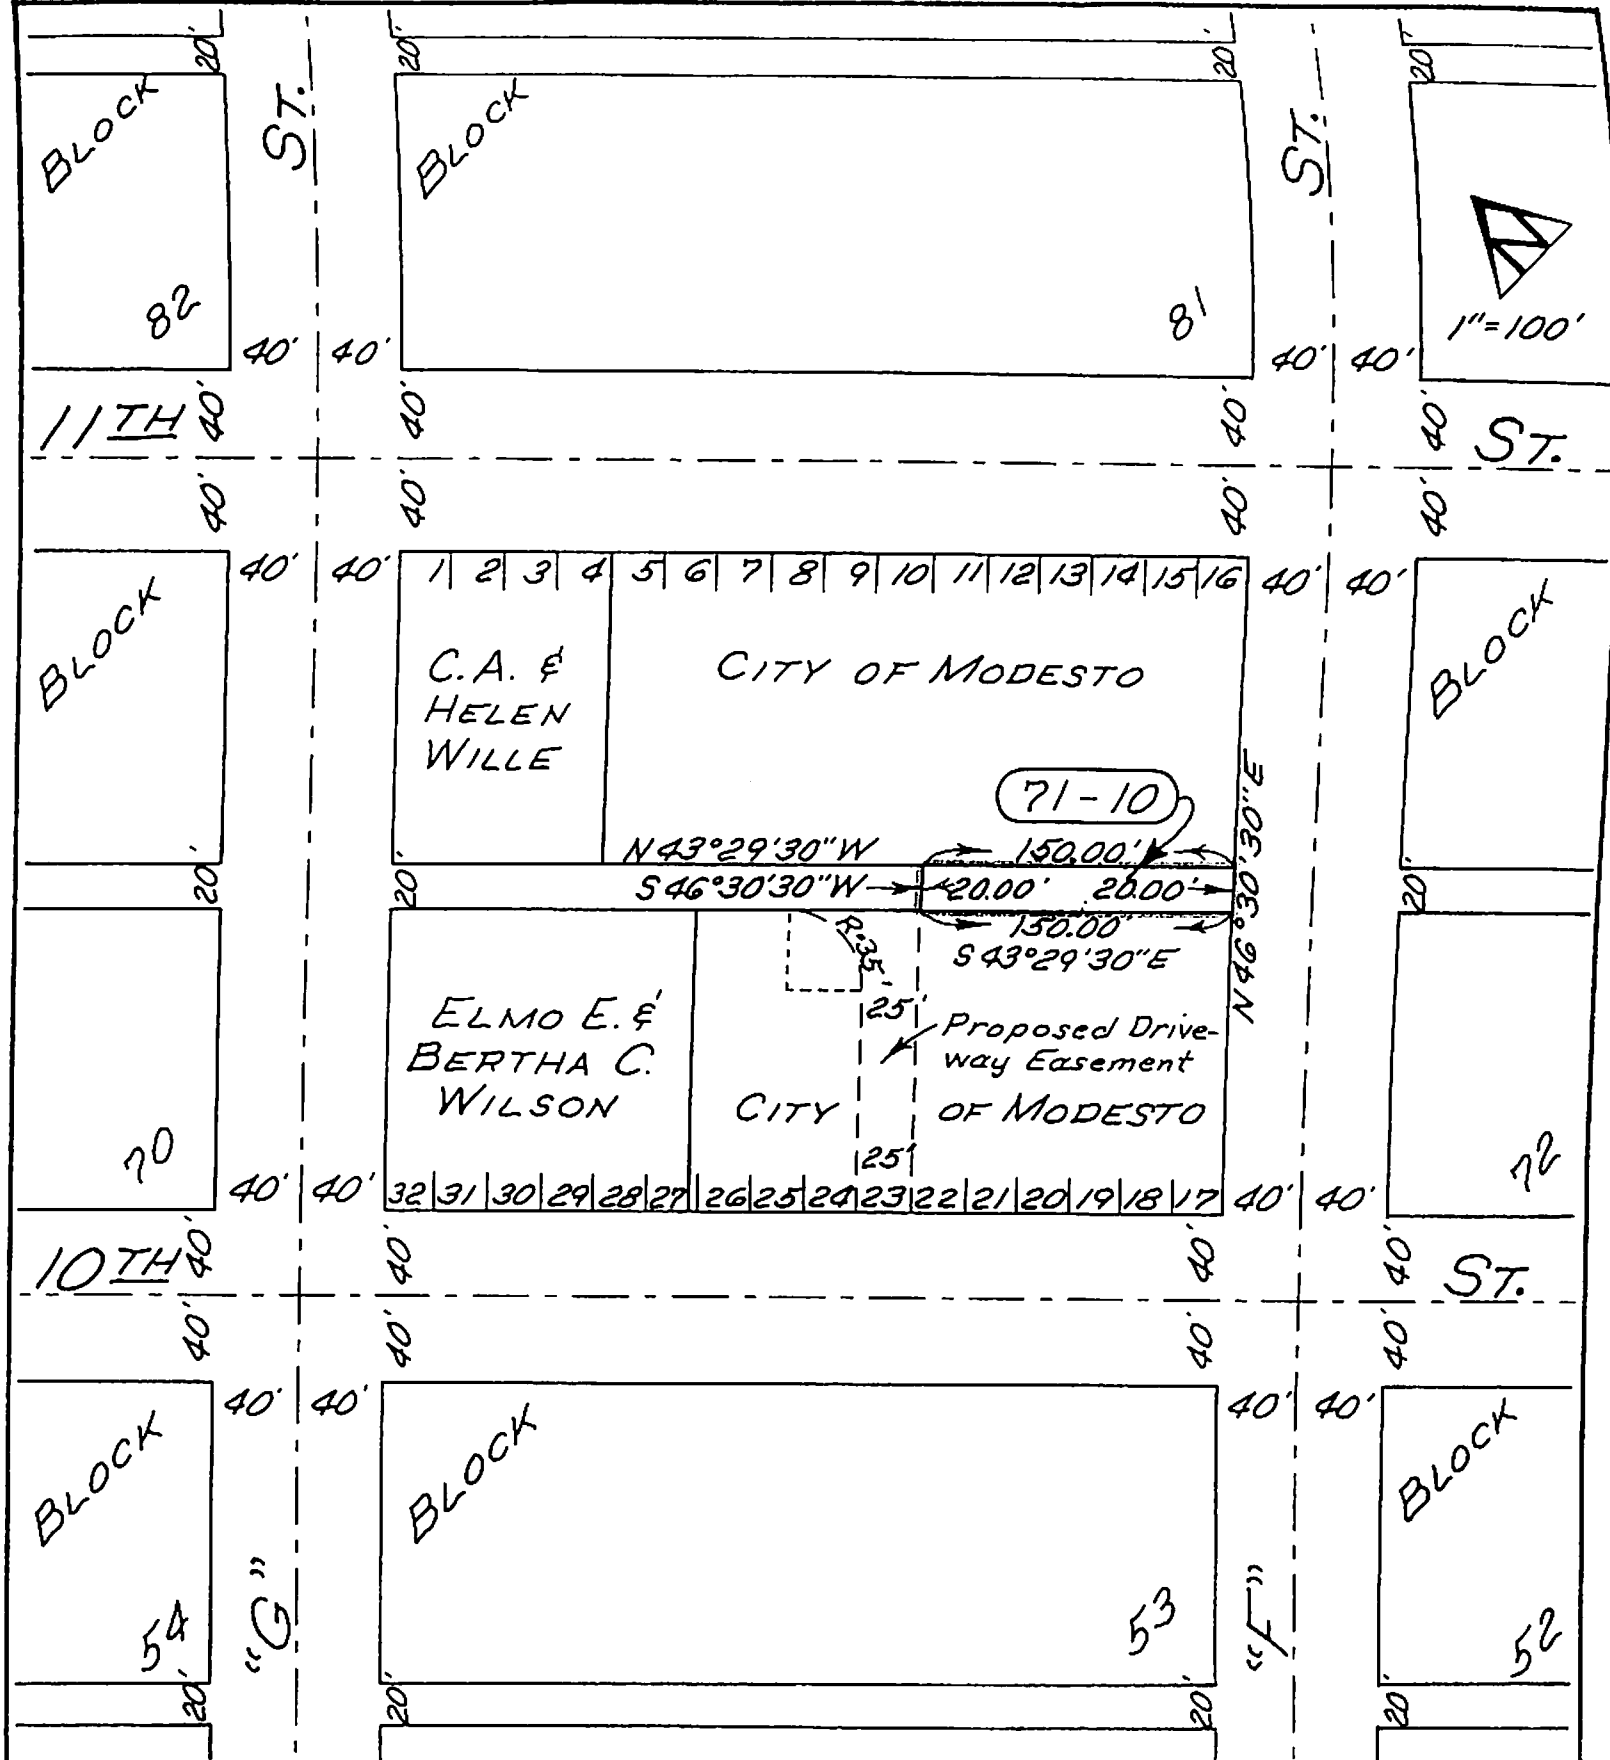 20' 20' 20' 20'
BLOCK 82
ST.
BLOCK 81
ST.
N
1"=100'
40' 40' 40' 40'
11TH 40' 40' 40' 40' ST.
40' 40' 40' 40'
40' 40' 1 2 3 4 5 6 7 8 9 10 11 12 13 14 15 16 40' 40'
BLOCK
BLOCK
C.A. &
HELEN
WILLE
CITY OF MODESTO
71-10
N43°29'30"W 150.00'
20' 20' S46°30'30"W 20.00' 20.00' 20'
N46°30'30"E
150.00'
S43°29'30"E
R=35'
25'
Proposed Drive-
way Easement
ELMO E. &
BERTHA C.
WILSON
CITY OF MODESTO
25'
70
72
40' 40' 32 31 30 29 28 27 26 25 24 23 22 21 20 19 18 17 40' 40'
10TH 40' 40' 40' 40' ST.
40' 40' 40' 40'
40' 40' 40' 40'
BLOCK 54
"G"
BLOCK 53
"F"
BLOCK 52
20' 20' 20' 20'